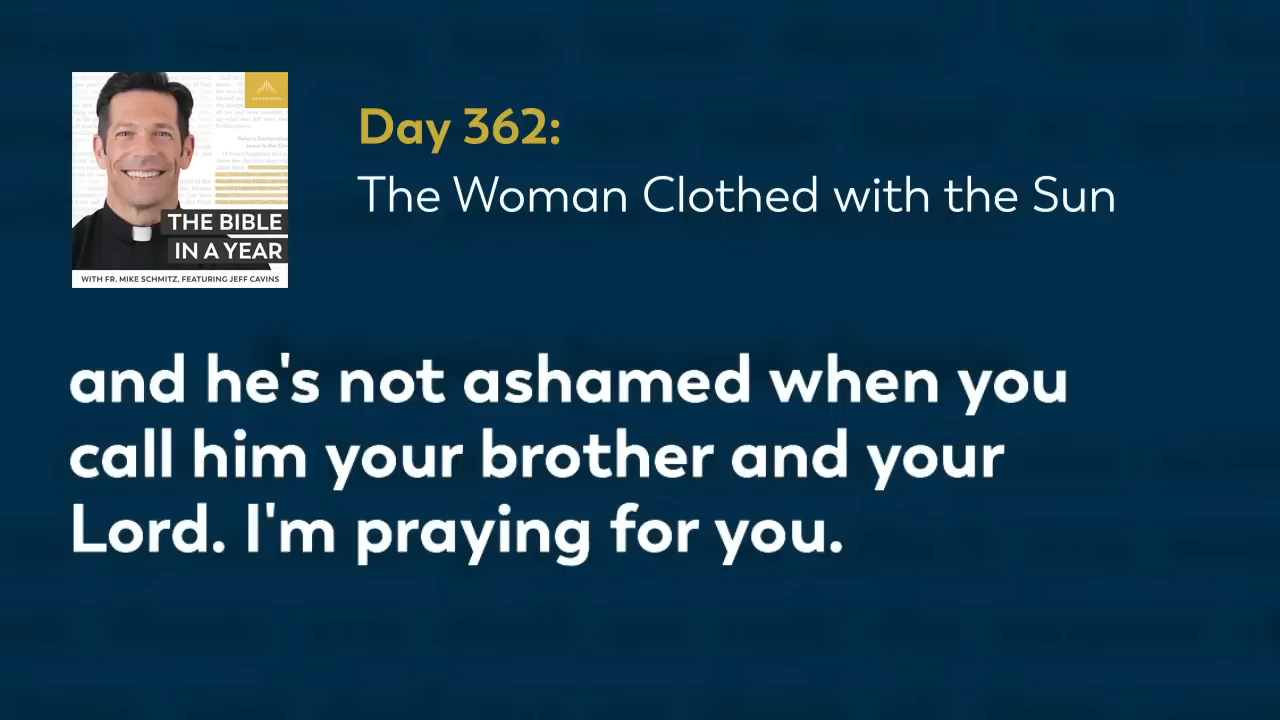 Day 362:
The Woman Clothed with the Sun
THE BIBLE
IN A YEAR
WITH FR. MIKE SCHMITZ, FEATURING JEFF CAVINS
and he's not ashamed when you
call him your brother and your
Lord. I'm praying for you.